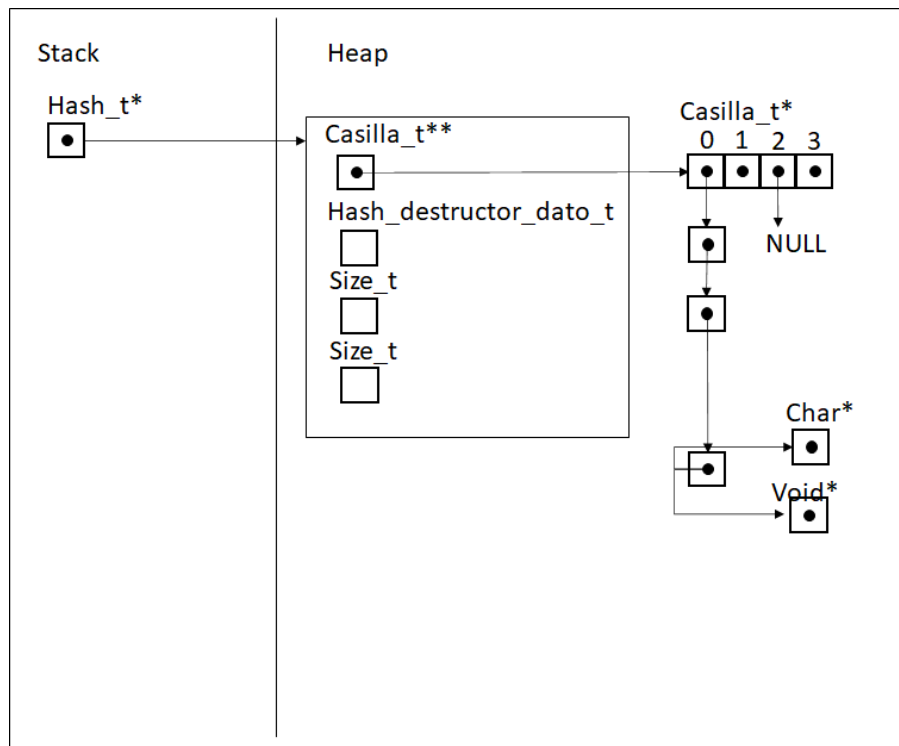 Stack
Heap
Hash_t*
Casilla_t**
Casilla_t*
0 1 2 3
Hash_destructor_dato_t
NULL
Size_t
Size_t
Char*
Void*